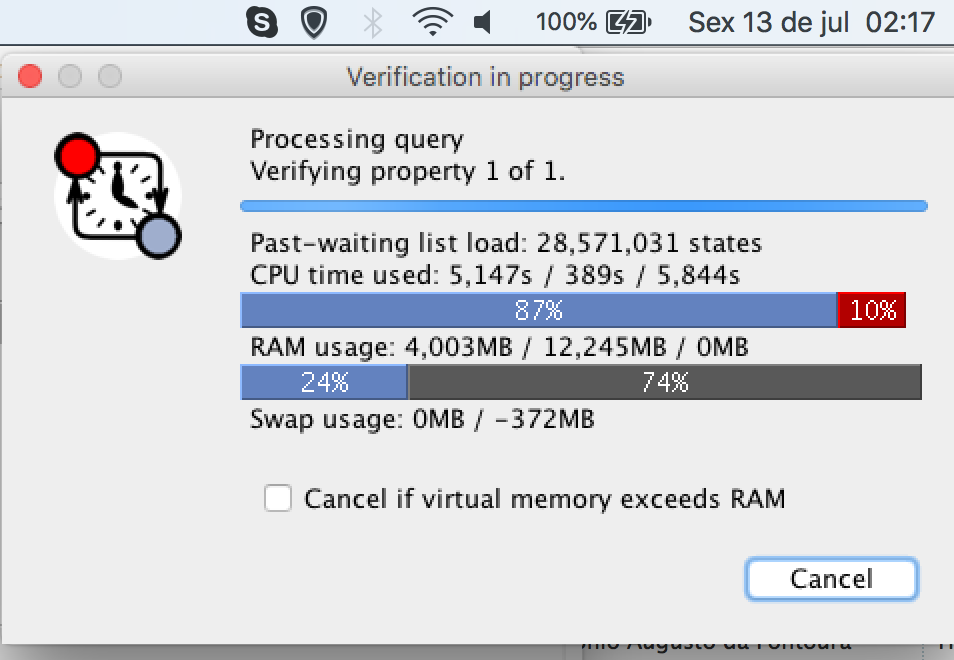 S 100% Sex 13 de jul 02:17
Verification in progress
Processing query
Verifying property 1 of 1.
Past-waiting list load: 28,571,031 states
CPU time used: 5,147s / 389s / 5,844s
87% 10%
RAM usage: 4,003MB / 12,245MB / 0MB
24% 74%
Swap usage: 0MB / -372MB
Cancel if virtual memory exceeds RAM
Cancel
Augusto da Fontoura